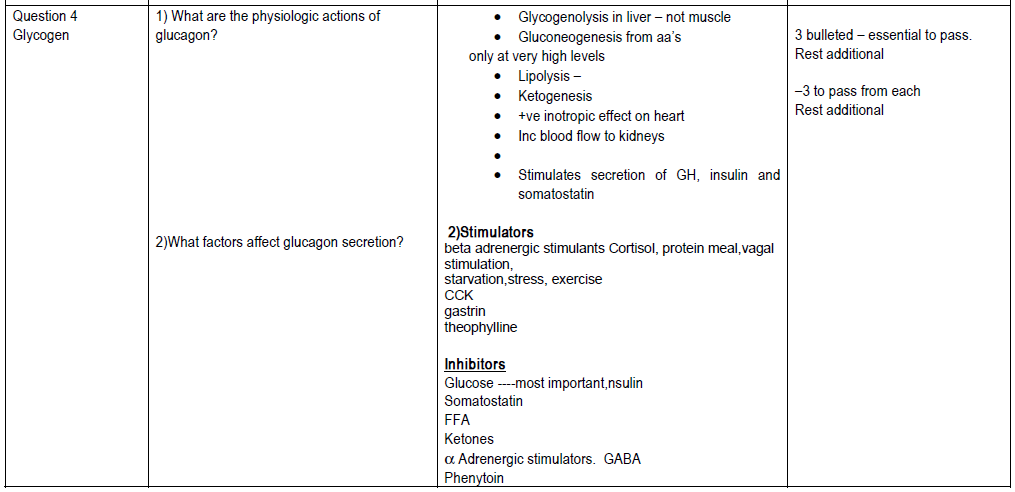 Question 4
Glycogen
1) What are the physiologic actions of
glucagon?
• Glycogenolysis in liver – not muscle
• Gluconeogenesis from aa's
only at very high levels
• Lipolysis –
• Ketogenesis
• +ve inotropic effect on heart
• Inc blood flow to kidneys
•
• Stimulates secretion of GH, insulin and
somatostatin
3 bulleted – essential to pass.
Rest additional
–3 to pass from each
Rest additional
2)What factors affect glucagon secretion?
2)Stimulators
beta adrenergic stimulants Cortisol, protein meal,vagal
stimulation,
starvation,stress, exercise
CCK
gastrin
theophylline
Inhibitors
Glucose ----most important,nsulin
Somatostatin
FFA
Ketones
α Adrenergic stimulators. GABA
Phenytoin